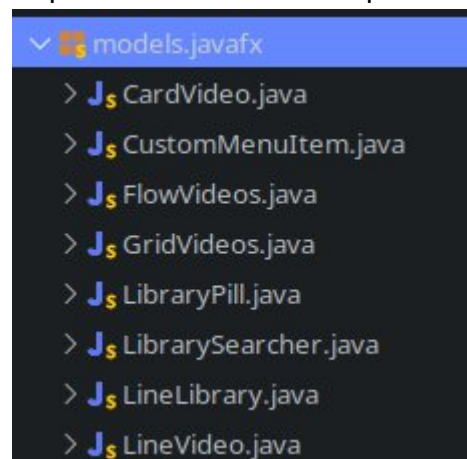 models.javafx
CardVideo.java
CustomMenuItem.java
FlowVideos.java
GridVideos.java
LibraryPill.java
LibrarySearcher.java
LineLibrary.java
LineVideo.java